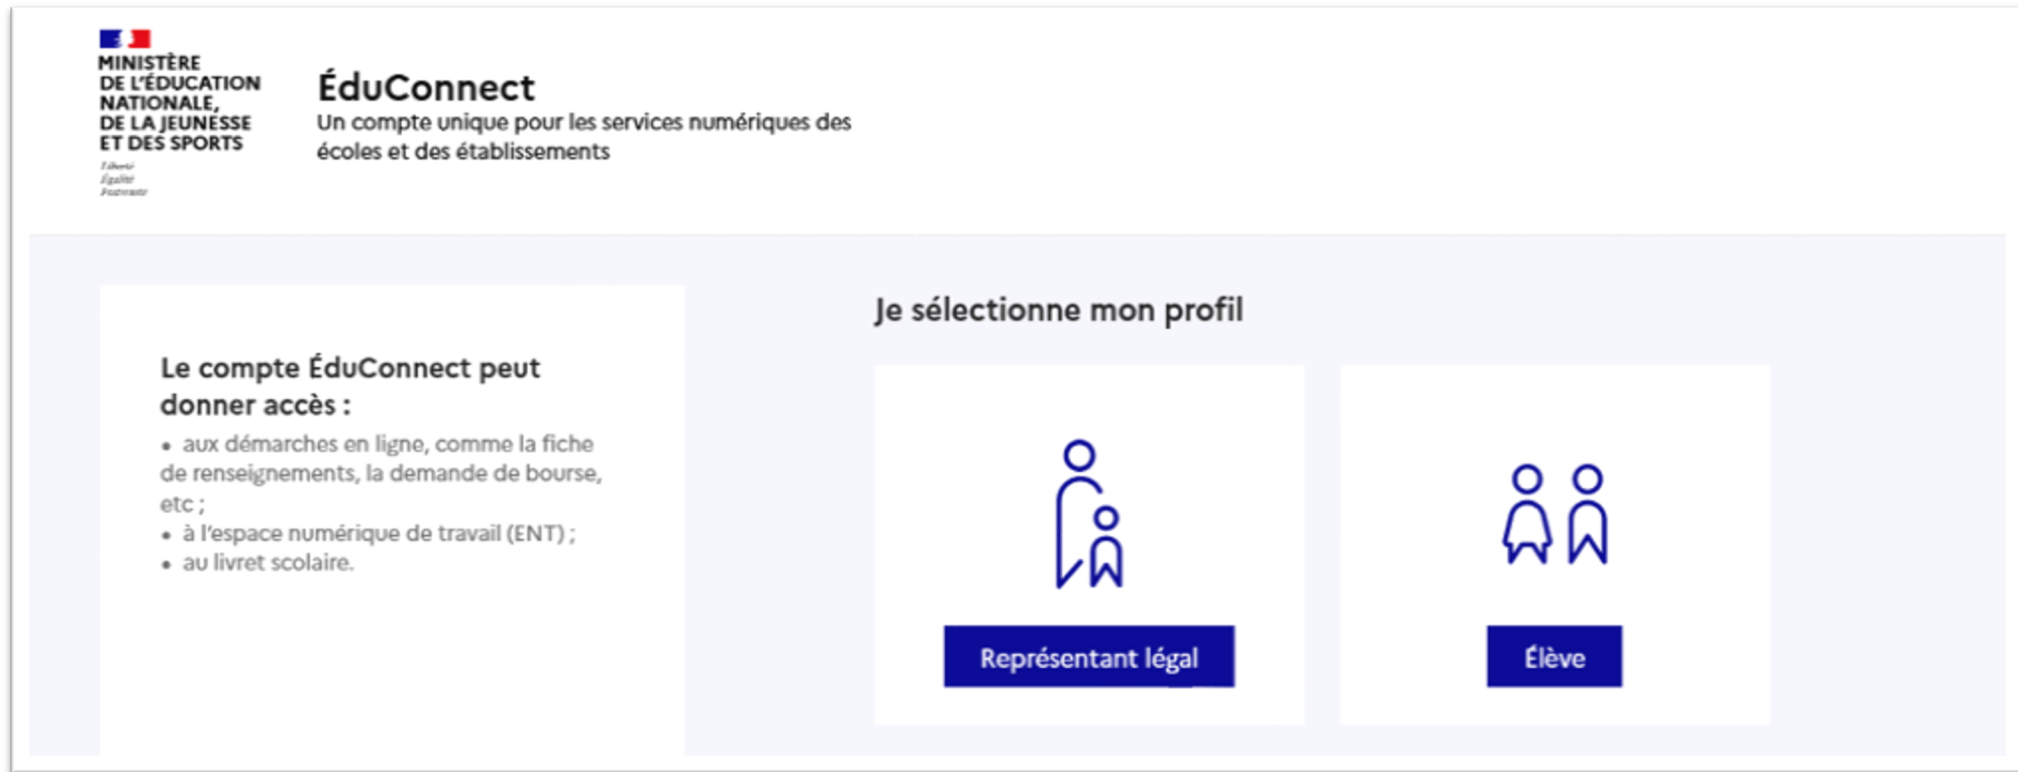 MINISTÈRE
DE L'ÉDUCATION
NATIONALE,
DE LA JEUNESSE
ET DES SPORTS
Liberté
Égalité
Fraternité
ÉduConnect
Un compte unique pour les services numériques des
écoles et des établissements
Le compte ÉduConnect peut
donner accès :
• aux démarches en ligne, comme la fiche
de renseignements, la demande de bourse,
etc ;
• à l'espace numérique de travail (ENT) ;
• au livret scolaire.
Je sélectionne mon profil
Représentant légal
Élève